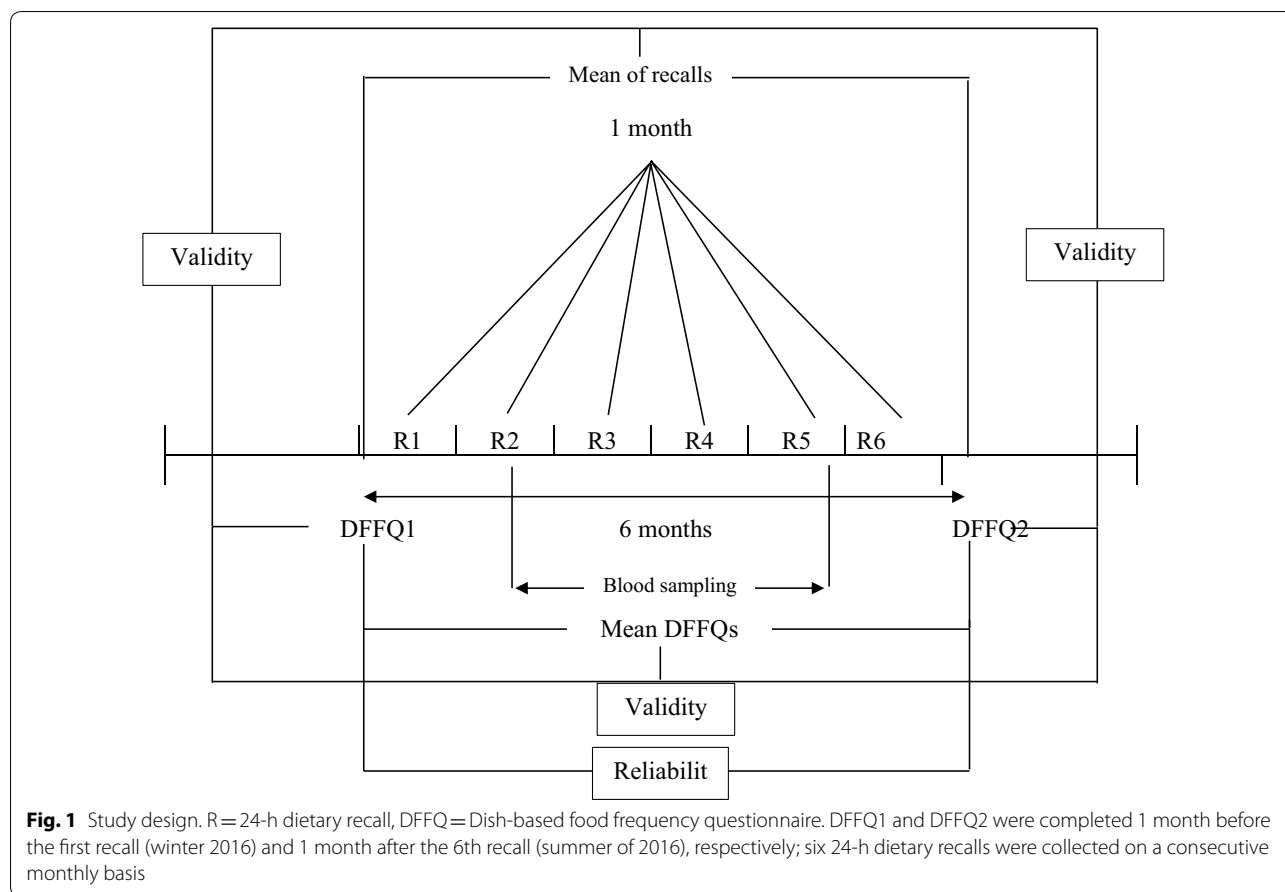 Mean of recalls
1 month
Validity
Validity
R1 R2 R3 R4 R5 R6
DFFQ1 6 months DFFQ2
Blood sampling
Mean DFFQs
Validity
Reliabilit
Fig. 1 Study design. R = 24-h dietary recall, DFFQ = Dish-based food frequency questionnaire. DFFQ1 and DFFQ2 were completed 1 month before
the first recall (winter 2016) and 1 month after the 6th recall (summer of 2016), respectively; six 24-h dietary recalls were collected on a consecutive
monthly basis